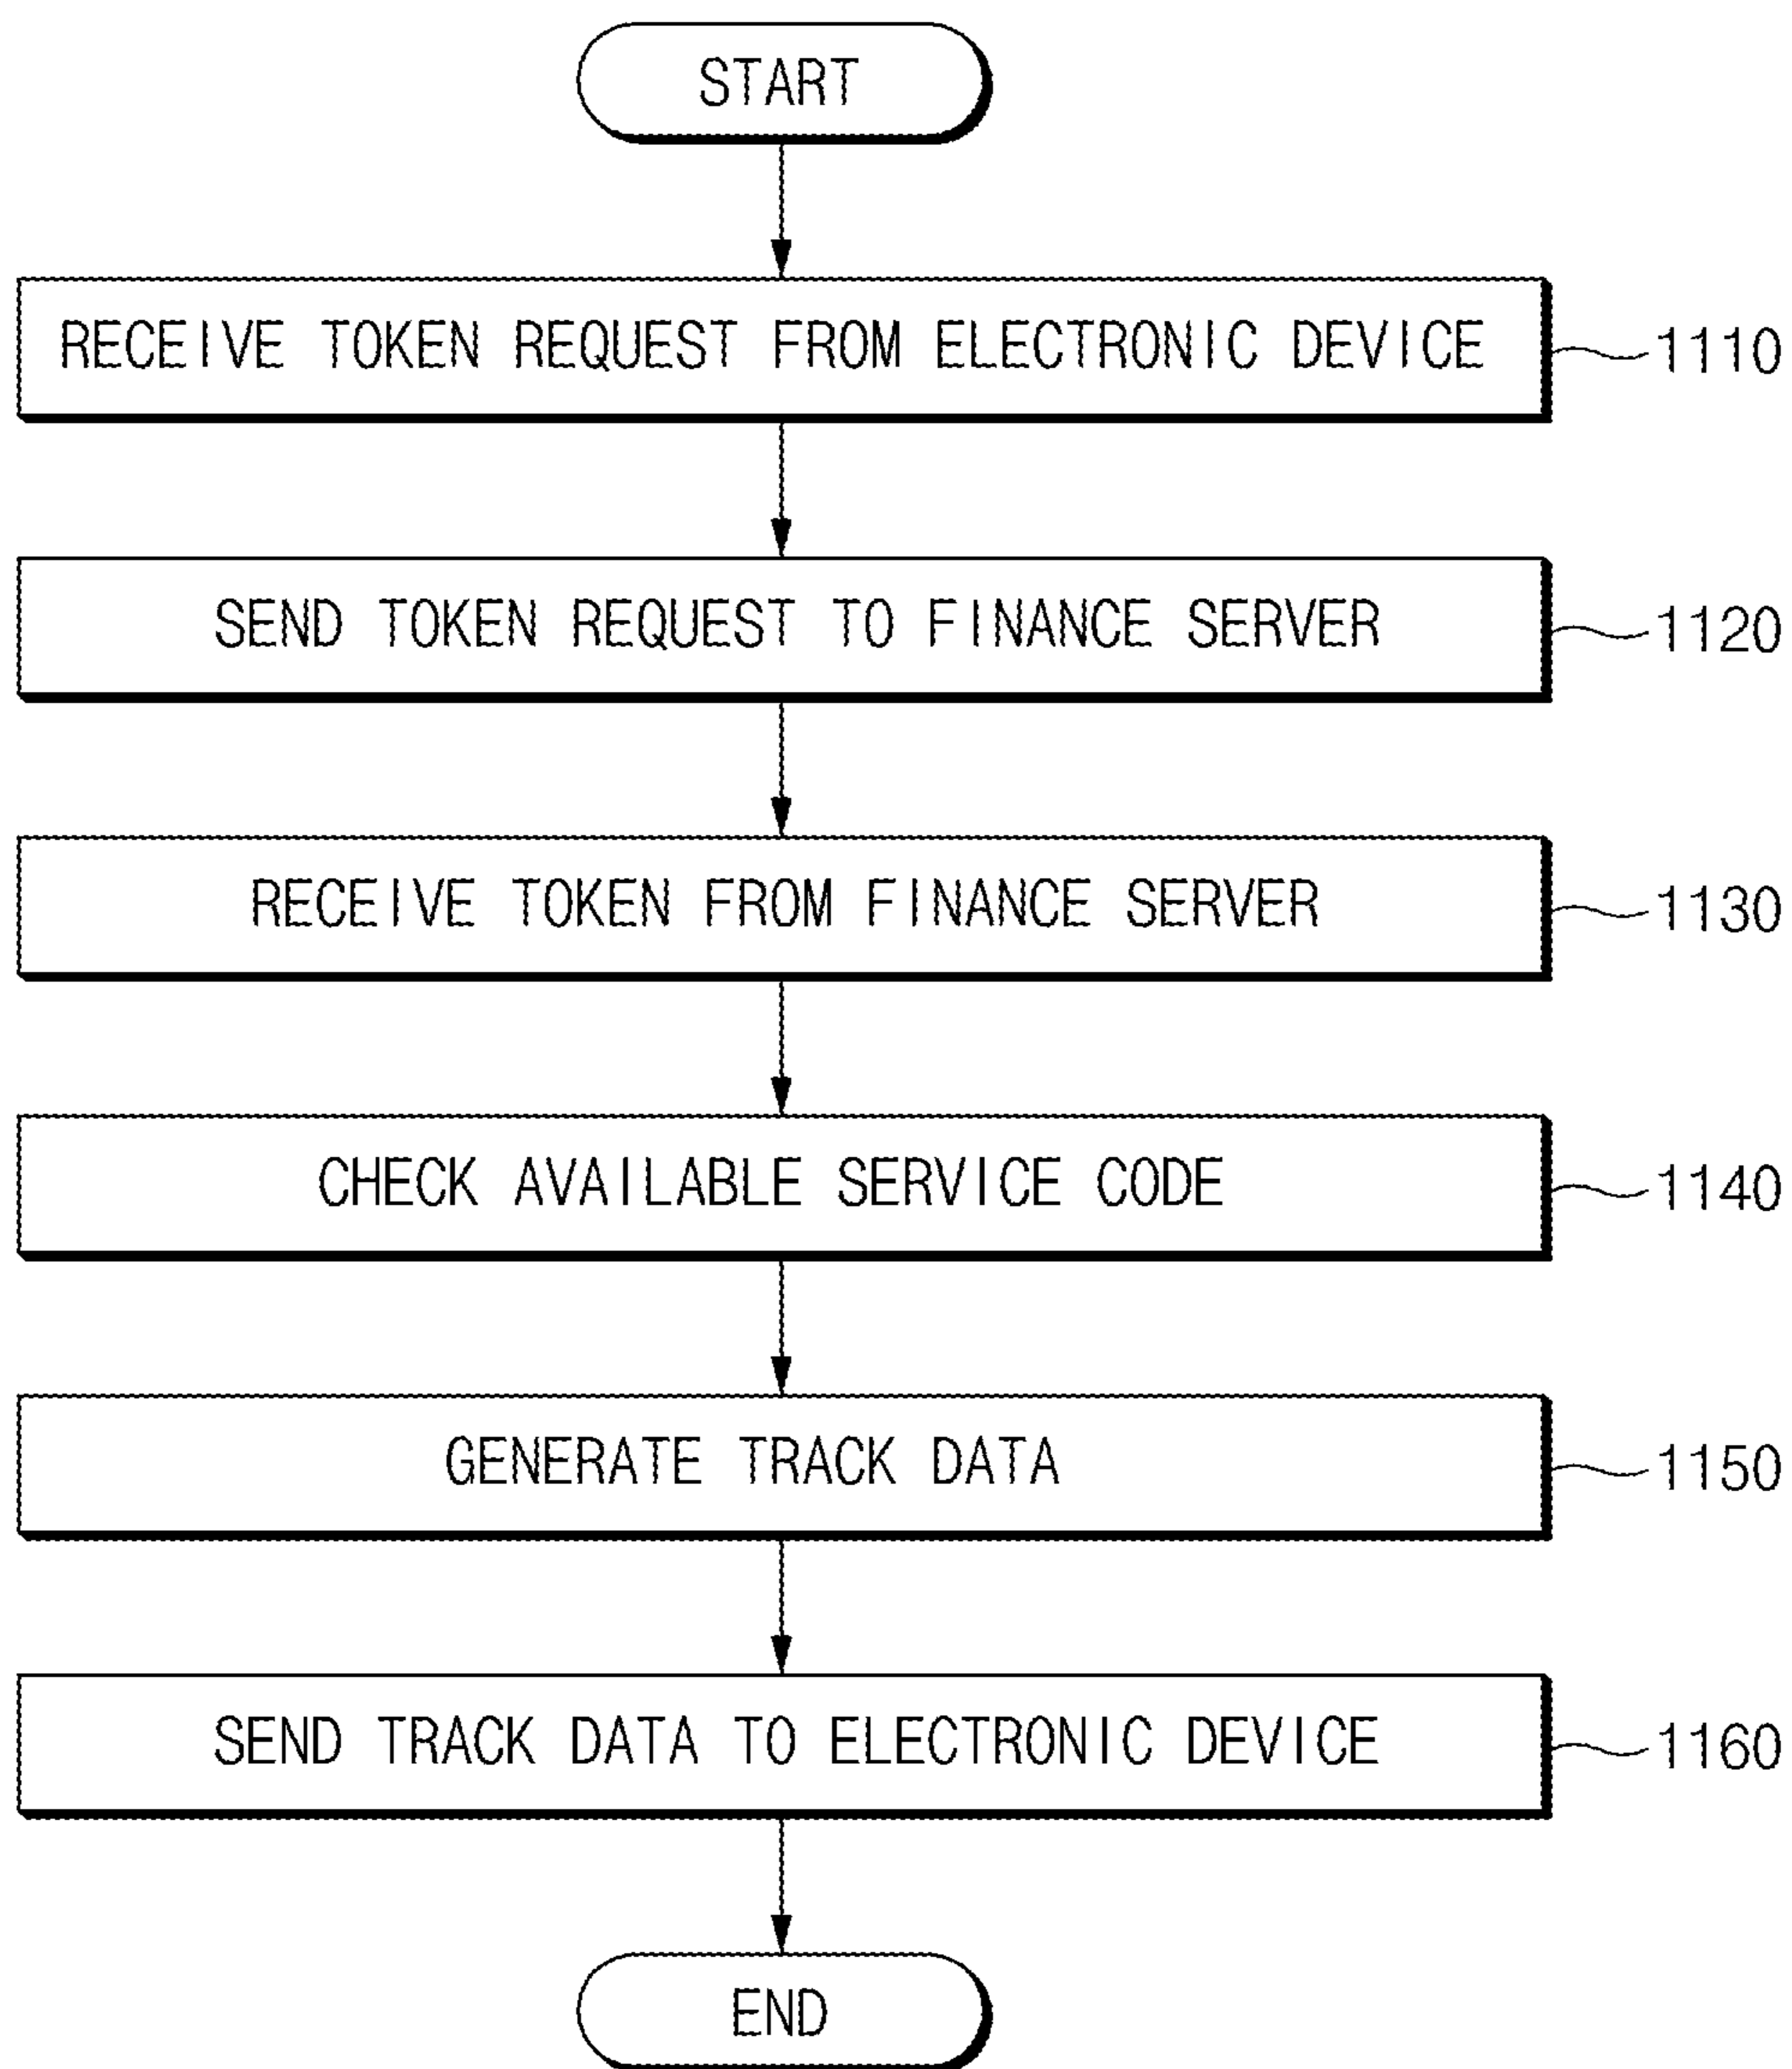 START
RECEIVE TOKEN REQUEST FROM ELECTRONIC DEVICE 1110
SEND TOKEN REQUEST TO FINANCE SERVER 1120
RECEIVE TOKEN FROM FINANCE SERVER 1130
CHECK AVAILABLE SERVICE CODE 1140
GENERATE TRACK DATA 1150
SEND TRACK DATA TO ELECTRONIC DEVICE 1160
END